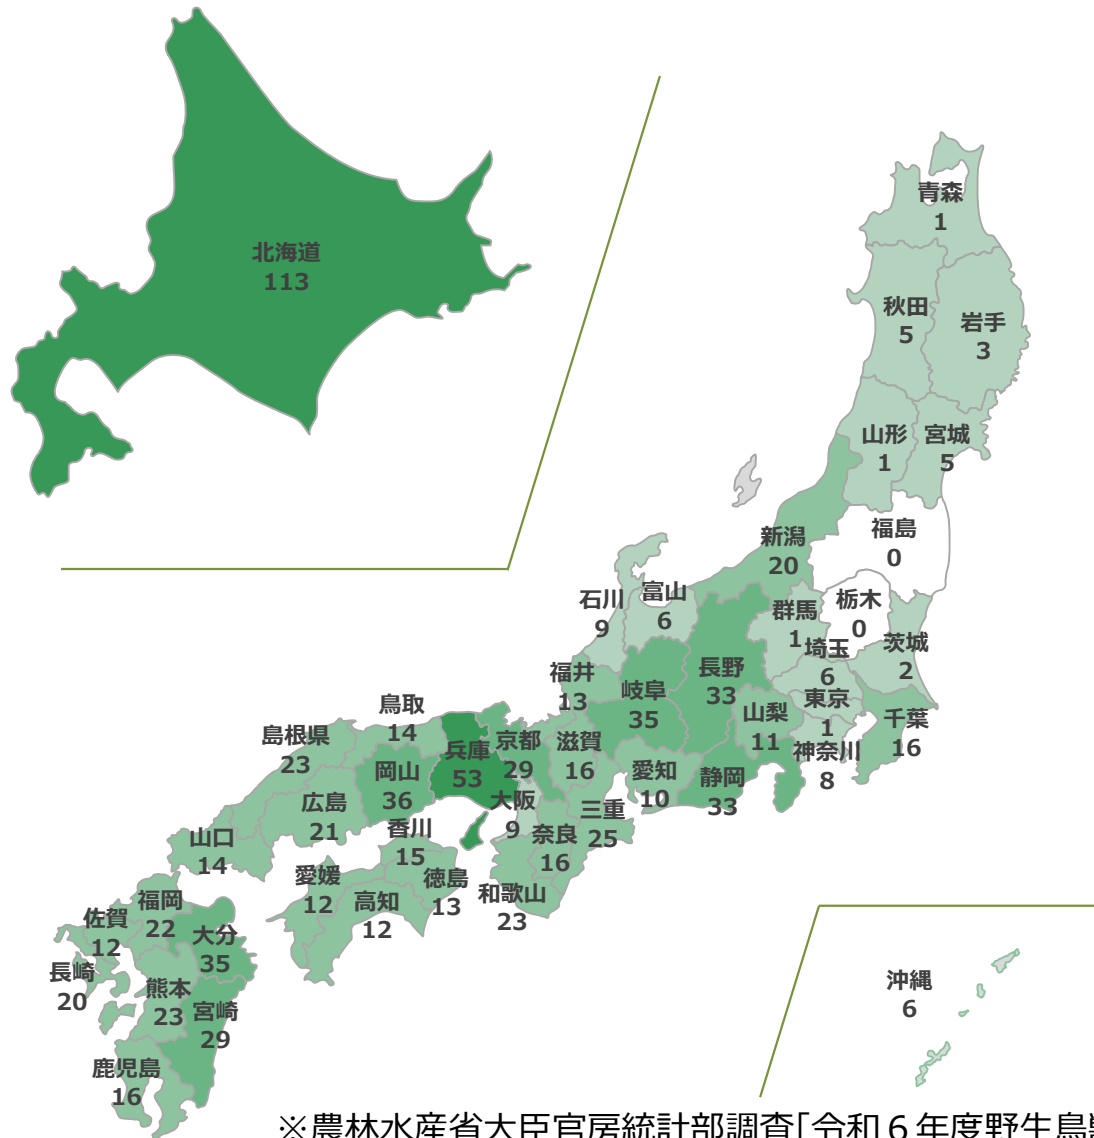 北海道
113
青森
1
秋田
5
岩手
3
山形
1
宮城
5
福島
0
新潟
20
栃木
0
群馬
1
茨城
2
埼玉
6
東京
1
千葉
16
神奈川
8
石川
9
富山
6
福井
13
岐阜
35
長野
33
山梨
11
静岡
33
愛知
10
三重
25
滋賀
16
京都
29
兵庫
53
大阪
9
奈良
16
和歌山
23
鳥取
14
島根県
23
岡山
36
広島
21
山口
14
香川
15
徳島
13
愛媛
12
高知
12
福岡
22
佐賀
12
長崎
20
大分
35
熊本
23
宮崎
29
鹿児島
16
沖縄
6
※農林水産省大臣官房統計部調査「令和６年度野生鳥